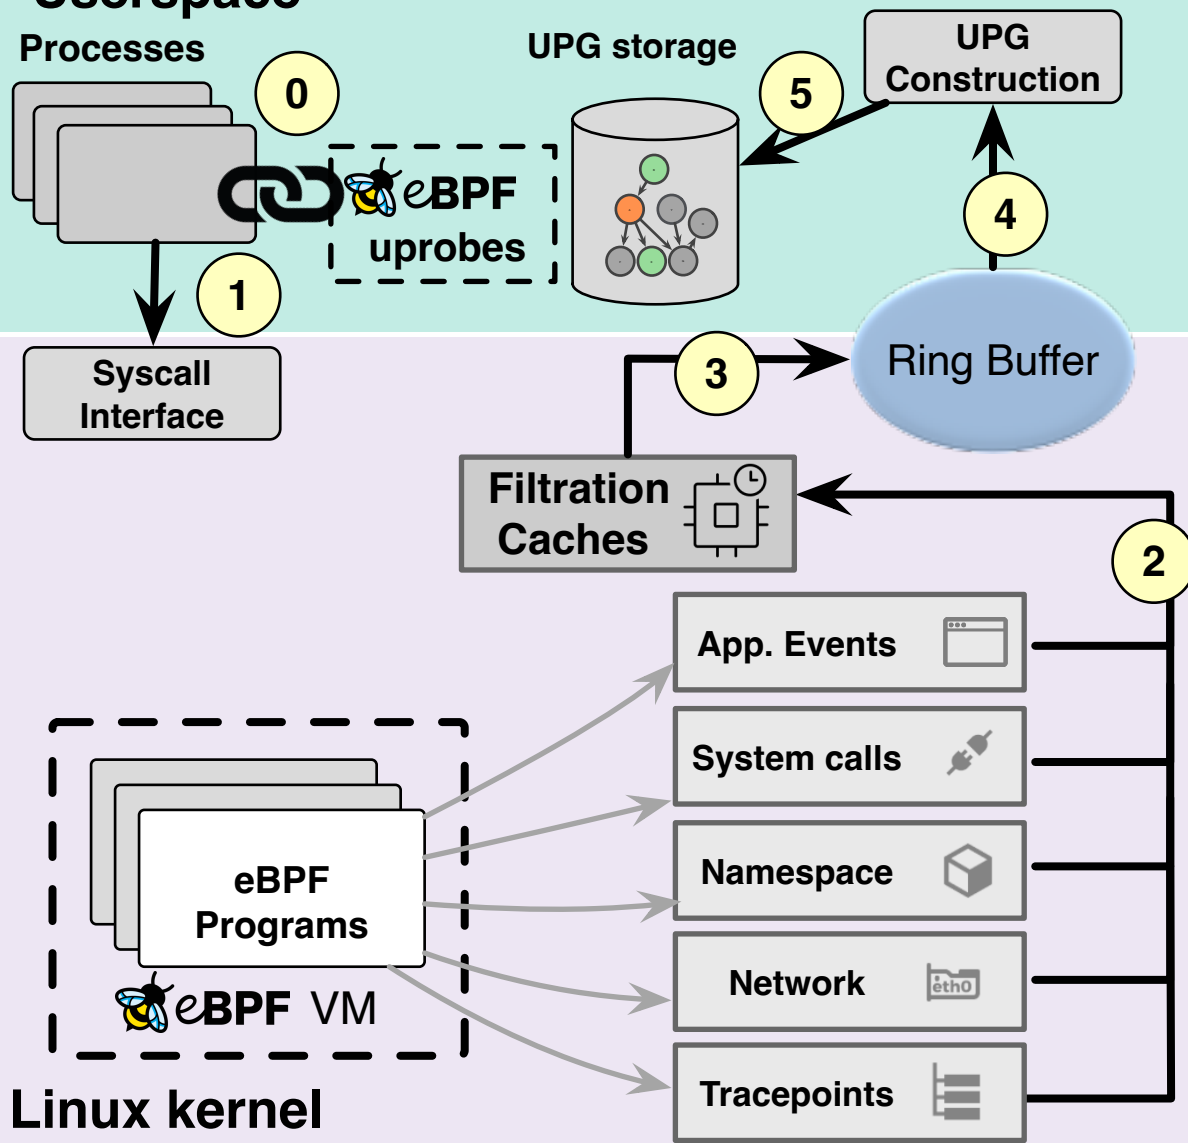 Userspace
Processes
0
UPG storage
5
UPG
Construction
eBPF
uprobes
4
1
Syscall
Interface
3
Ring Buffer
Filtration
Caches
2
App. Events
System calls
Namespace
eBPF
Programs
Network
eth0
eBPF VM
Tracepoints
Linux kernel